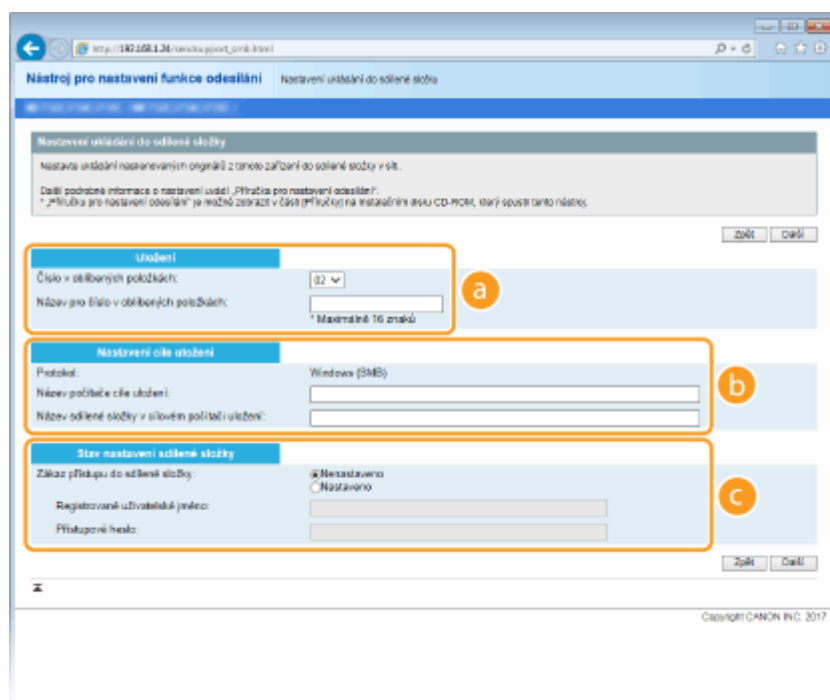 http://192.168.1.24/sendsupport_smb.html
Nástroj pro nastavení funkce odesílání Nastavení ukládání do sdílené složky
Nastavení ukládání do sdílené složky
Nastavte ukládání naskenovaných originálů z tohoto zařízení do sdílené složky v síti.
Další podrobné informace o nastavení uvádí „Příručka pro nastavení odesílání“.
* „Příručka pro nastavení odesílání“ je možné zobrazit v části [Příručky] na instalačním disku CD-ROM, který spustí tento nástroj.
Zpět Další
Uložení
Číslo v oblíbených položkách: 02
a
Název pro číslo v oblíbených položkách:
* Maximálně 16 znaků
Nastavení cíle uložení
Protokol: Windows (SMB)
b
Název počítače cíle uložení:
Název sdílené složky v cílovém počítači uložení:
Stav nastavení sdílené složky
Zákaz přístupu do sdílené složky: Nenastaveno
Nastaveno
c
Registrované uživatelské jméno:
Přístupové heslo:
Zpět Další
Copyright CANON INC. 2017